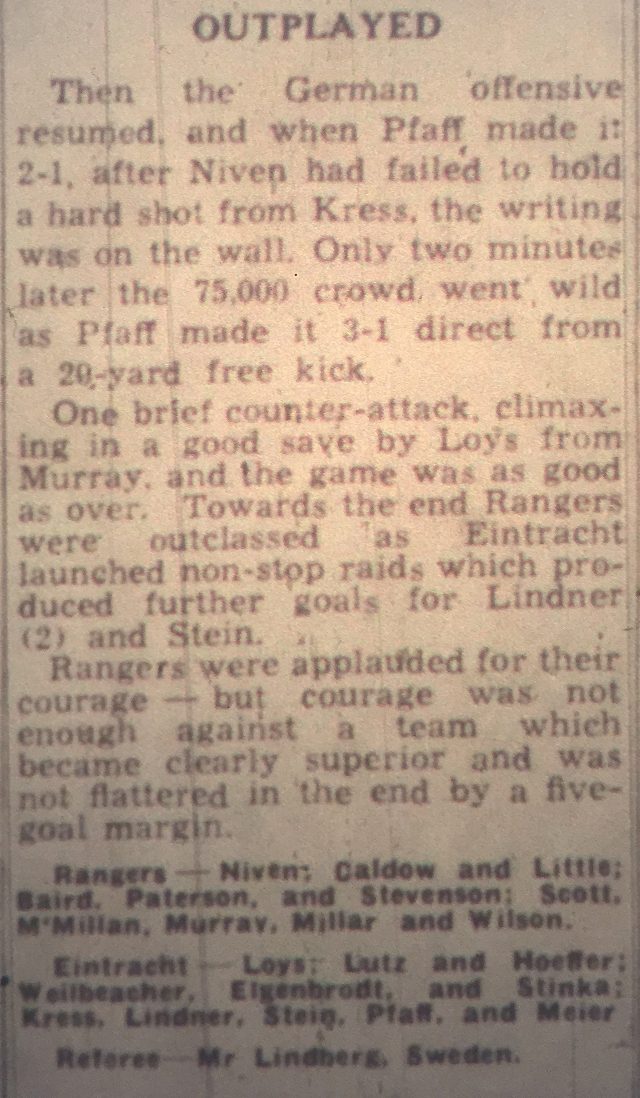 OUTPLAYED
Then the German offensive
resumed, and when Pfaff made it
2-1, after Niven had failed to hold
a hard shot from Kress, the writing
was on the wall. Only two minutes
later the 75,000 crowd went wild
as Pfaff made it 3-1 direct from
a 20-yard free kick.
One brief counter-attack, climax-
ing in a good save by Loys from
Murray, and the game was as good
as over. Towards the end Rangers
were outclassed as Eintracht
launched non-stop raids which pro-
duced further goals for Lindner
(2) and Stein.
Rangers were applauded for their
courage — but courage was not
enough against a team which
became clearly superior and was
not flattered in the end by a five-
goal margin.
Rangers — Niven; Caldow and Little;
Baird, Paterson, and Stevenson; Scott,
M'Millan, Murray, Millar and Wilson.
Eintracht — Loys; Lutz and Hoeffer;
Weilbeacher, Eigenbrodt, and Stinka;
Kress, Lindner, Stein, Pfaff, and Meier
Referee—Mr Lindberg, Sweden.